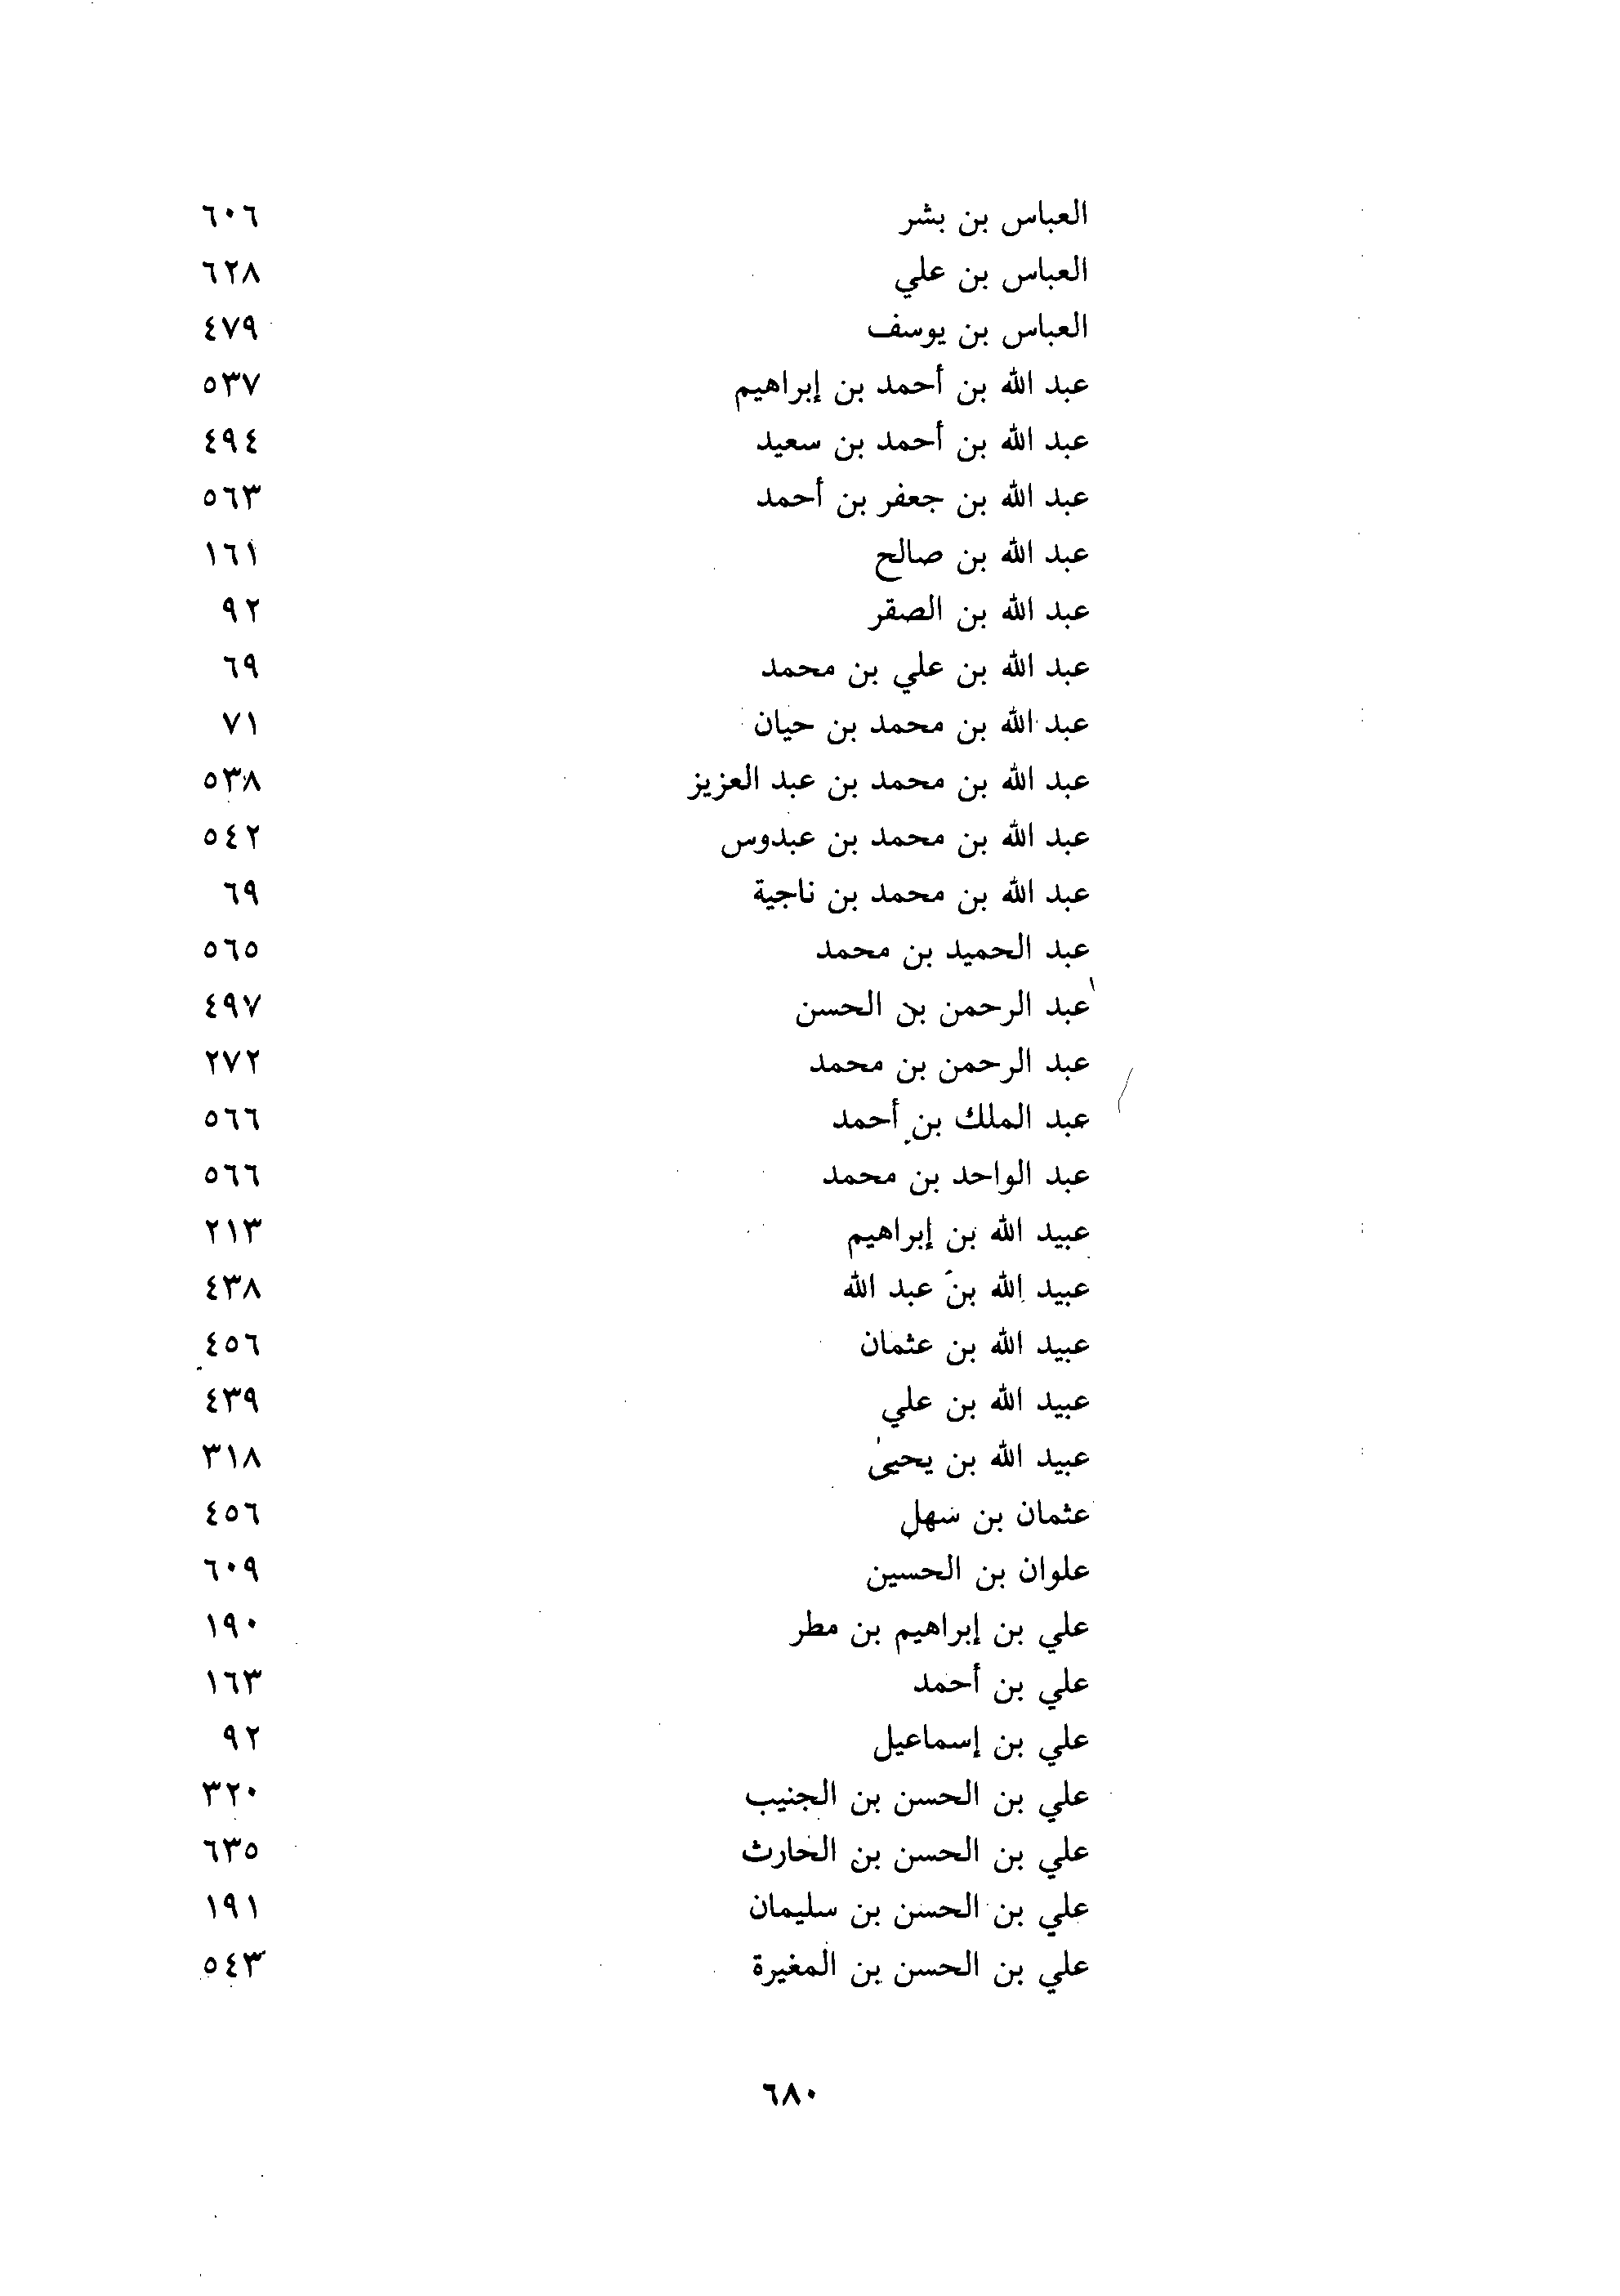 العباس بن بشر ٦٠٦
العباس بن علي ٦٢٨
العباس بن يوسف ٤٧٩
عبد الله بن أحمد بن إبراهيم ٥٣٧
عبد الله بن أحمد بن سعيد ٤٩٤
عبد الله بن جعفر بن أحمد ٥٦٣
عبد الله بن صالح ١٦١
عبد الله بن الصقر ٩٢
عبد الله بن علي بن محمد ٦٩
عبد الله بن محمد بن حيان ٧١
عبد الله بن محمد بن عبد العزيز ٥٣٨
عبد الله بن محمد بن عبدوس ٥٤٢
عبد الله بن محمد بن ناجية ٦٩
عبد الحميد بن محمد ٥٦٥
عبد الرحمن بن الحسن ٤٩٧
عبد الرحمن بن محمد ٢٧٢
عبد الملك بن أحمد ٥٦٦
عبد الواحد بن محمد ٥٦٦
عبيد الله بن إبراهيم ٢١٣
عبيد الله بن عبد الله ٤٣٨
عبيد الله بن عثمان ٤٥٦
عبيد الله بن علي ٤٣٩
عبيد الله بن يحيى ٣١٨
عثمان بن سهل ٤٥٦
علوان بن الحسين ٦٠٩
علي بن إبراهيم بن مطر ١٩٠
علي بن أحمد ١٦٣
علي بن إسماعيل ٩٢
علي بن الحسن بن الجنيب ٣٢٠
علي بن الحسن بن الحارث ٦٣٥
علي بن الحسن بن سليمان ١٩١
علي بن الحسن بن المغيرة ٥٤٣
٦٨٠